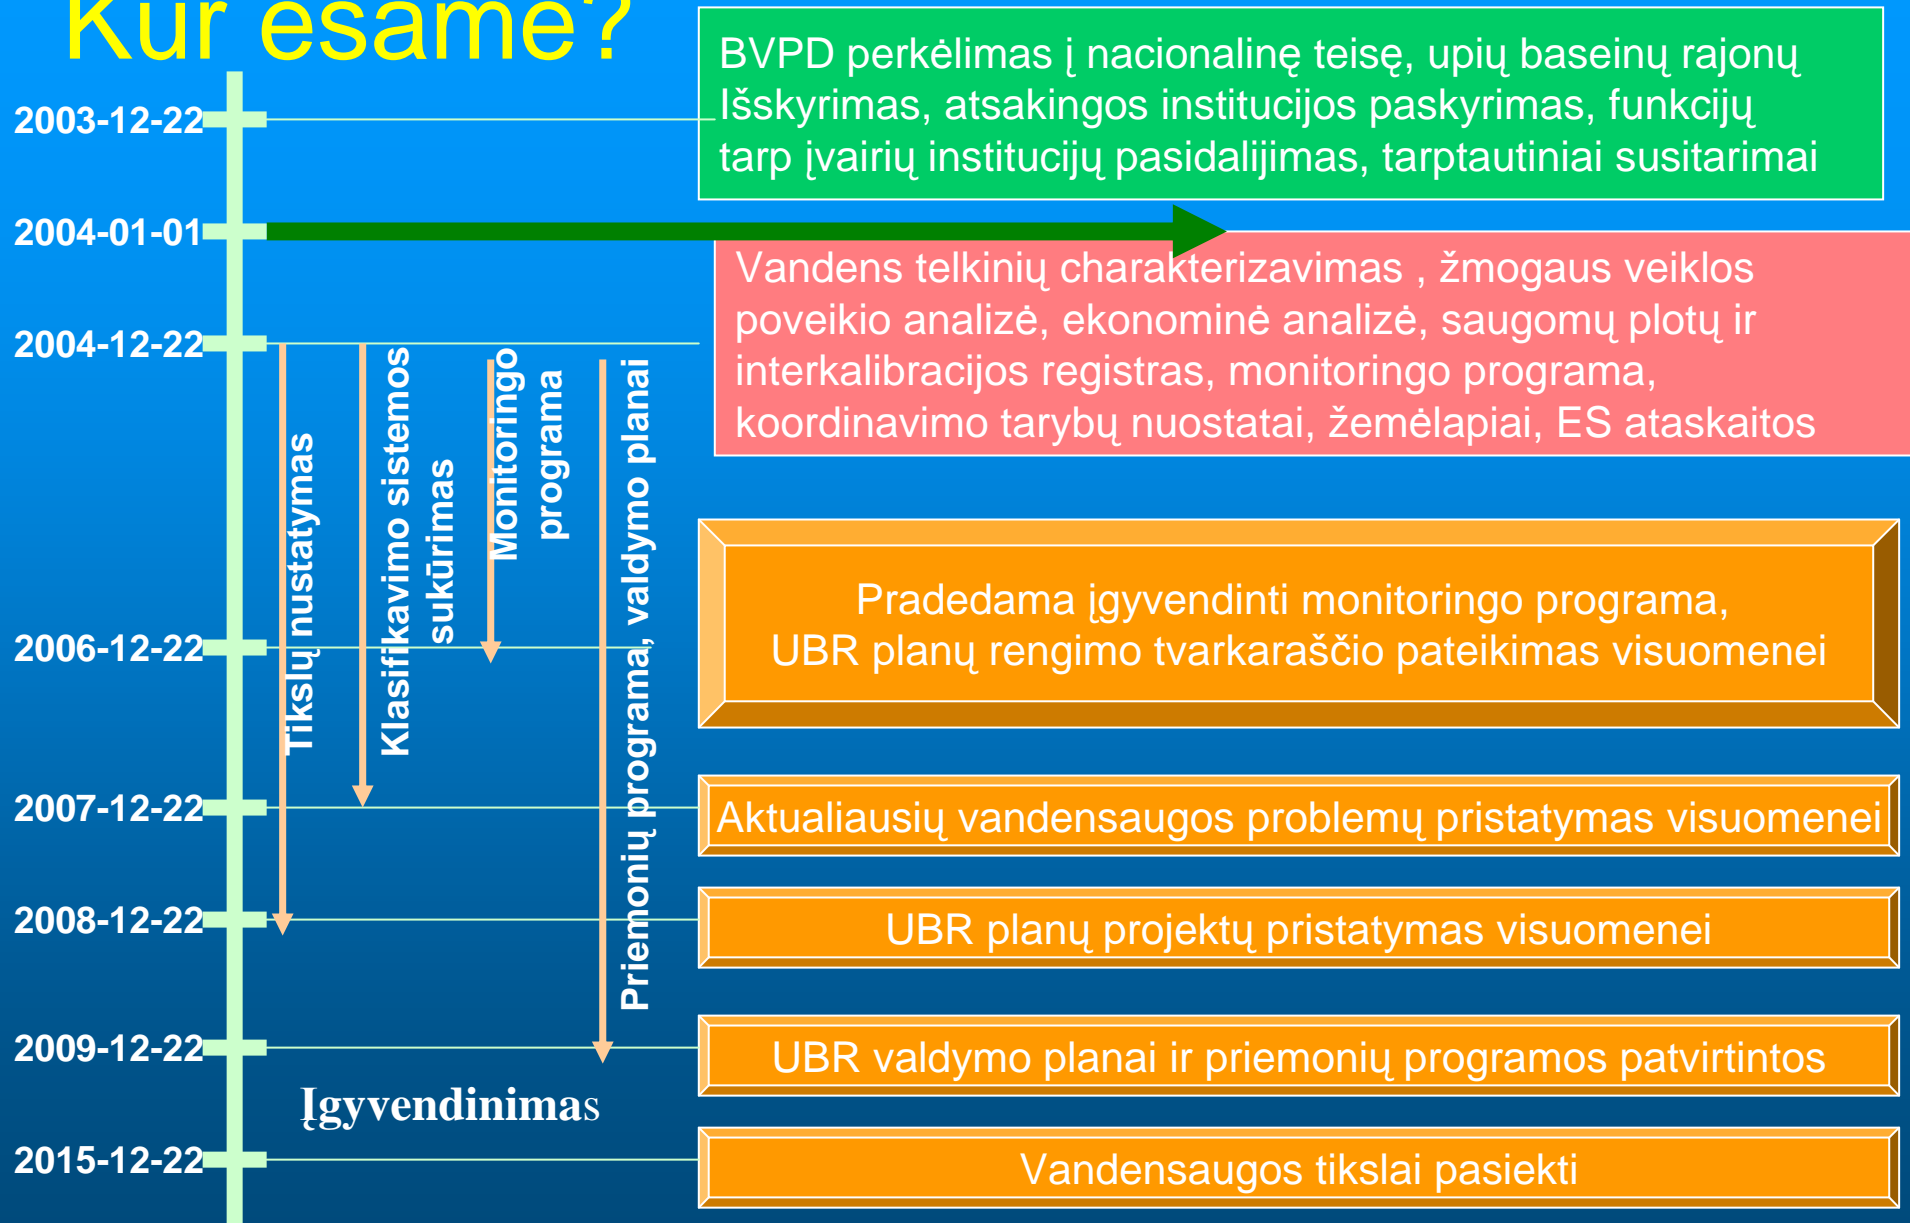 Kur esame?
2003-12-22
BVPD perkėlimas į nacionalinę teisę, upių baseinų rajonų
Išskyrimas, atsakingos institucijos paskyrimas, funkcijų
tarp įvairių institucijų pasidalijimas, tarptautiniai susitarimai
2004-01-01
Vandens telkinių charakterizavimas , žmogaus veiklos
poveikio analizė, ekonominė analizė, saugomų plotų ir
interkalibracijos registras, monitoringo programa,
koordinavimo tarybų nuostatai, žemėlapiai, ES ataskaitos
2004-12-22
Tikslų nustatymas
Klasifikavimo sistemos
sukūrimas
Monitoringo
programa
Priemonių programa, valdymo planai
2006-12-22
Pradedama įgyvendinti monitoringo programa,
UBR planų rengimo tvarkaraščio pateikimas visuomenei
2007-12-22
Aktualiausių vandensaugos problemų pristatymas visuomenei
2008-12-22
UBR planų projektų pristatymas visuomenei
2009-12-22
UBR valdymo planai ir priemonių programos patvirtintos
Įgyvendinimas
2015-12-22
Vandensaugos tikslai pasiekti